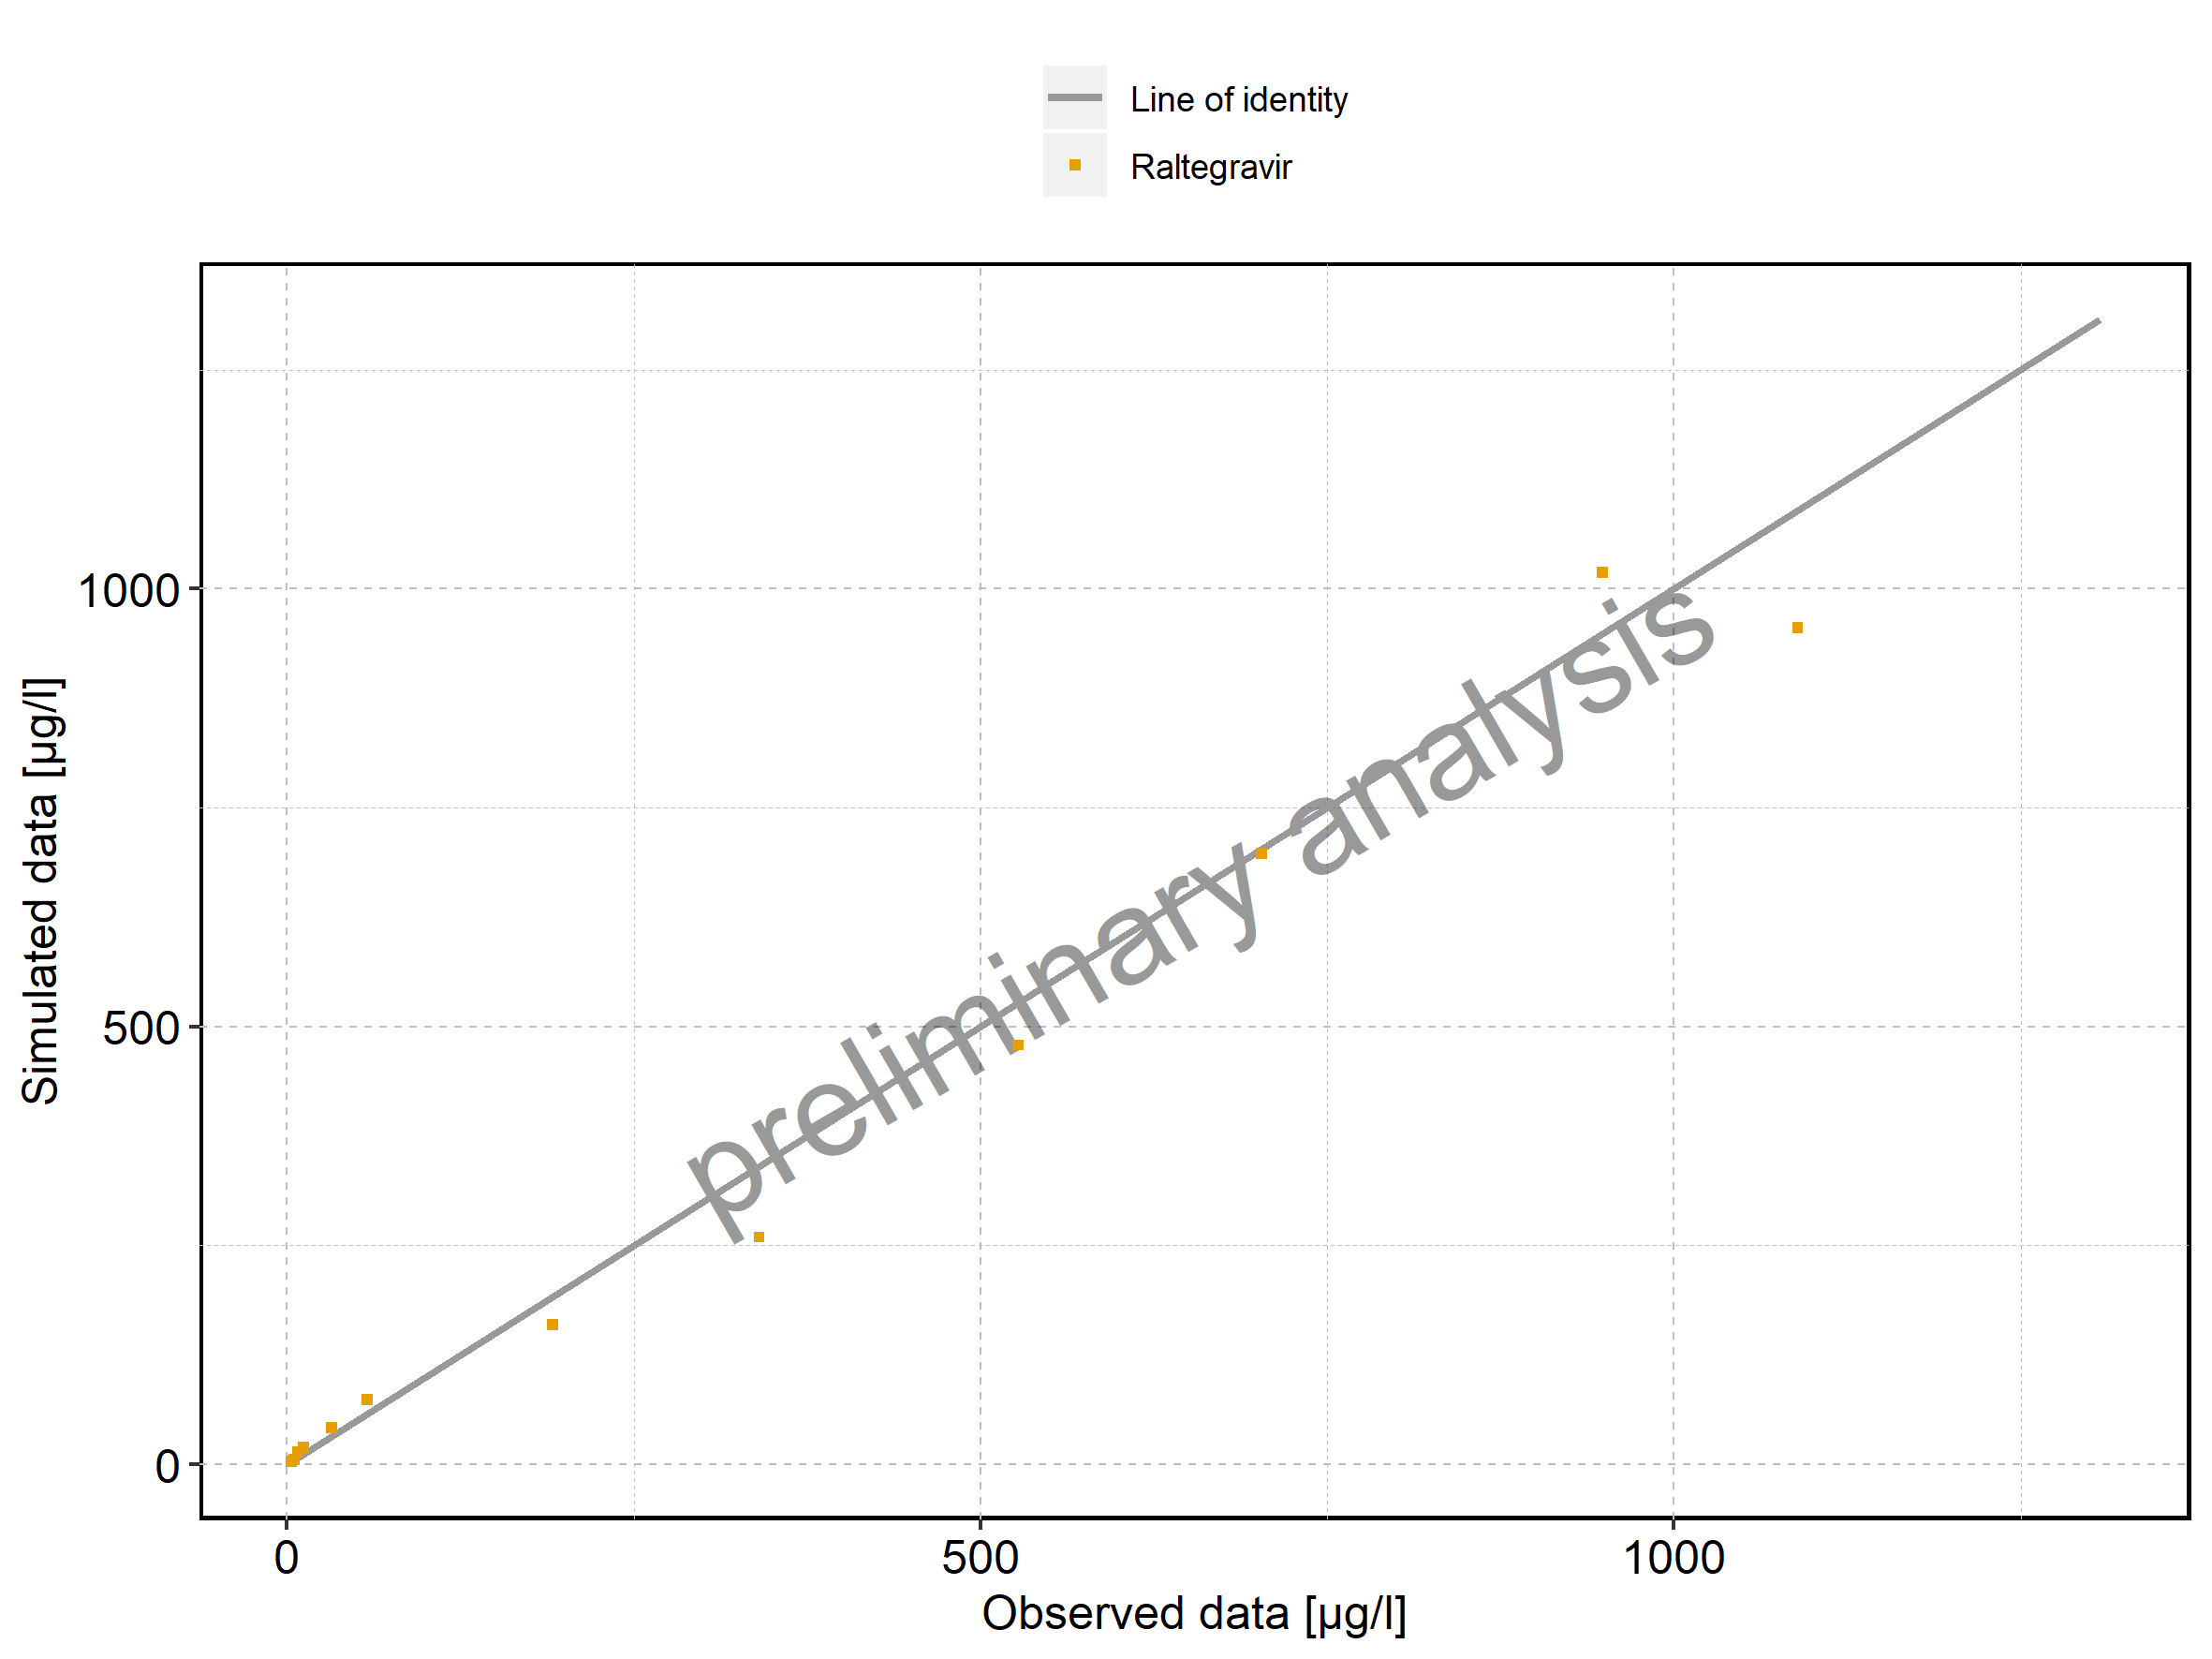 Line of identity
Raltegravir
1000
500
0
Simulated data [µg/l]
preliminary analysis
0 500 1000
Observed data [µg/l]